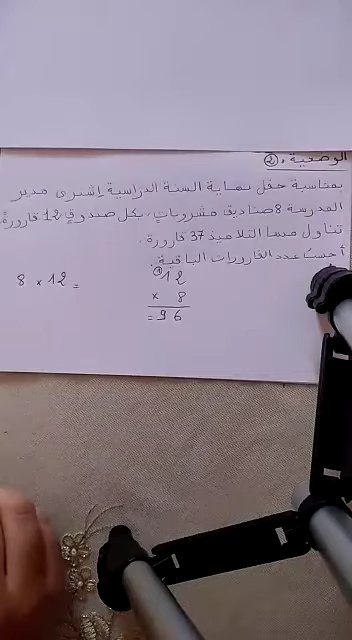 الوضعية 2:
بمناسبة حفل نهاية السنة الدراسية إشترى مدير
المدرسة 8 صناديق مشروبات، بكل صندوق 12 قارورة
تناول منها التلاميذ 37 قارورة.
أحسب عدد القارورات الباقية.
8 × 12 =
1
12
× 8
= 96